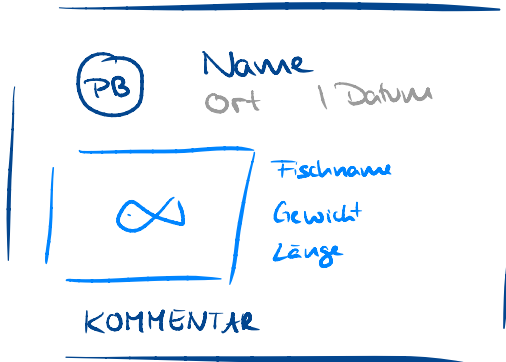 PB
Name
Ort | Datum
Fischname
Gewicht
Länge
KOMMENTAR